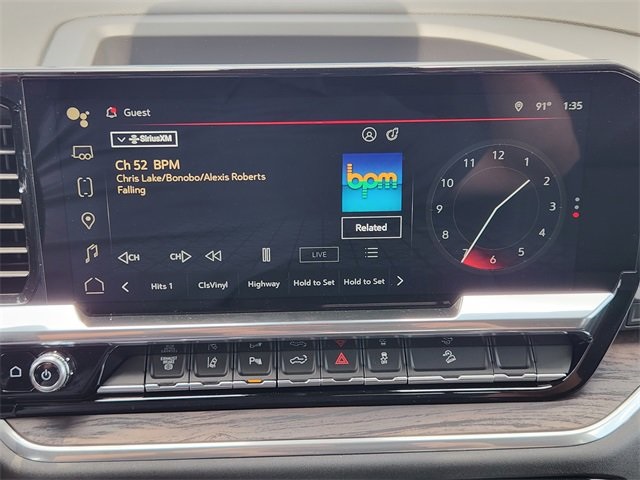 Guest
91° 1:35
SiriusXM
Ch 52 BPM
Chris Lake/Bonobo/Alexis Roberts
Falling
bpm
Related
12
1
2
3
4
5
6
7
8
9
10
11
CH
CH
LIVE
Hits 1
ClsVinyl
Highway
Hold to Set
Hold to Set
EXHAUST BRAKE